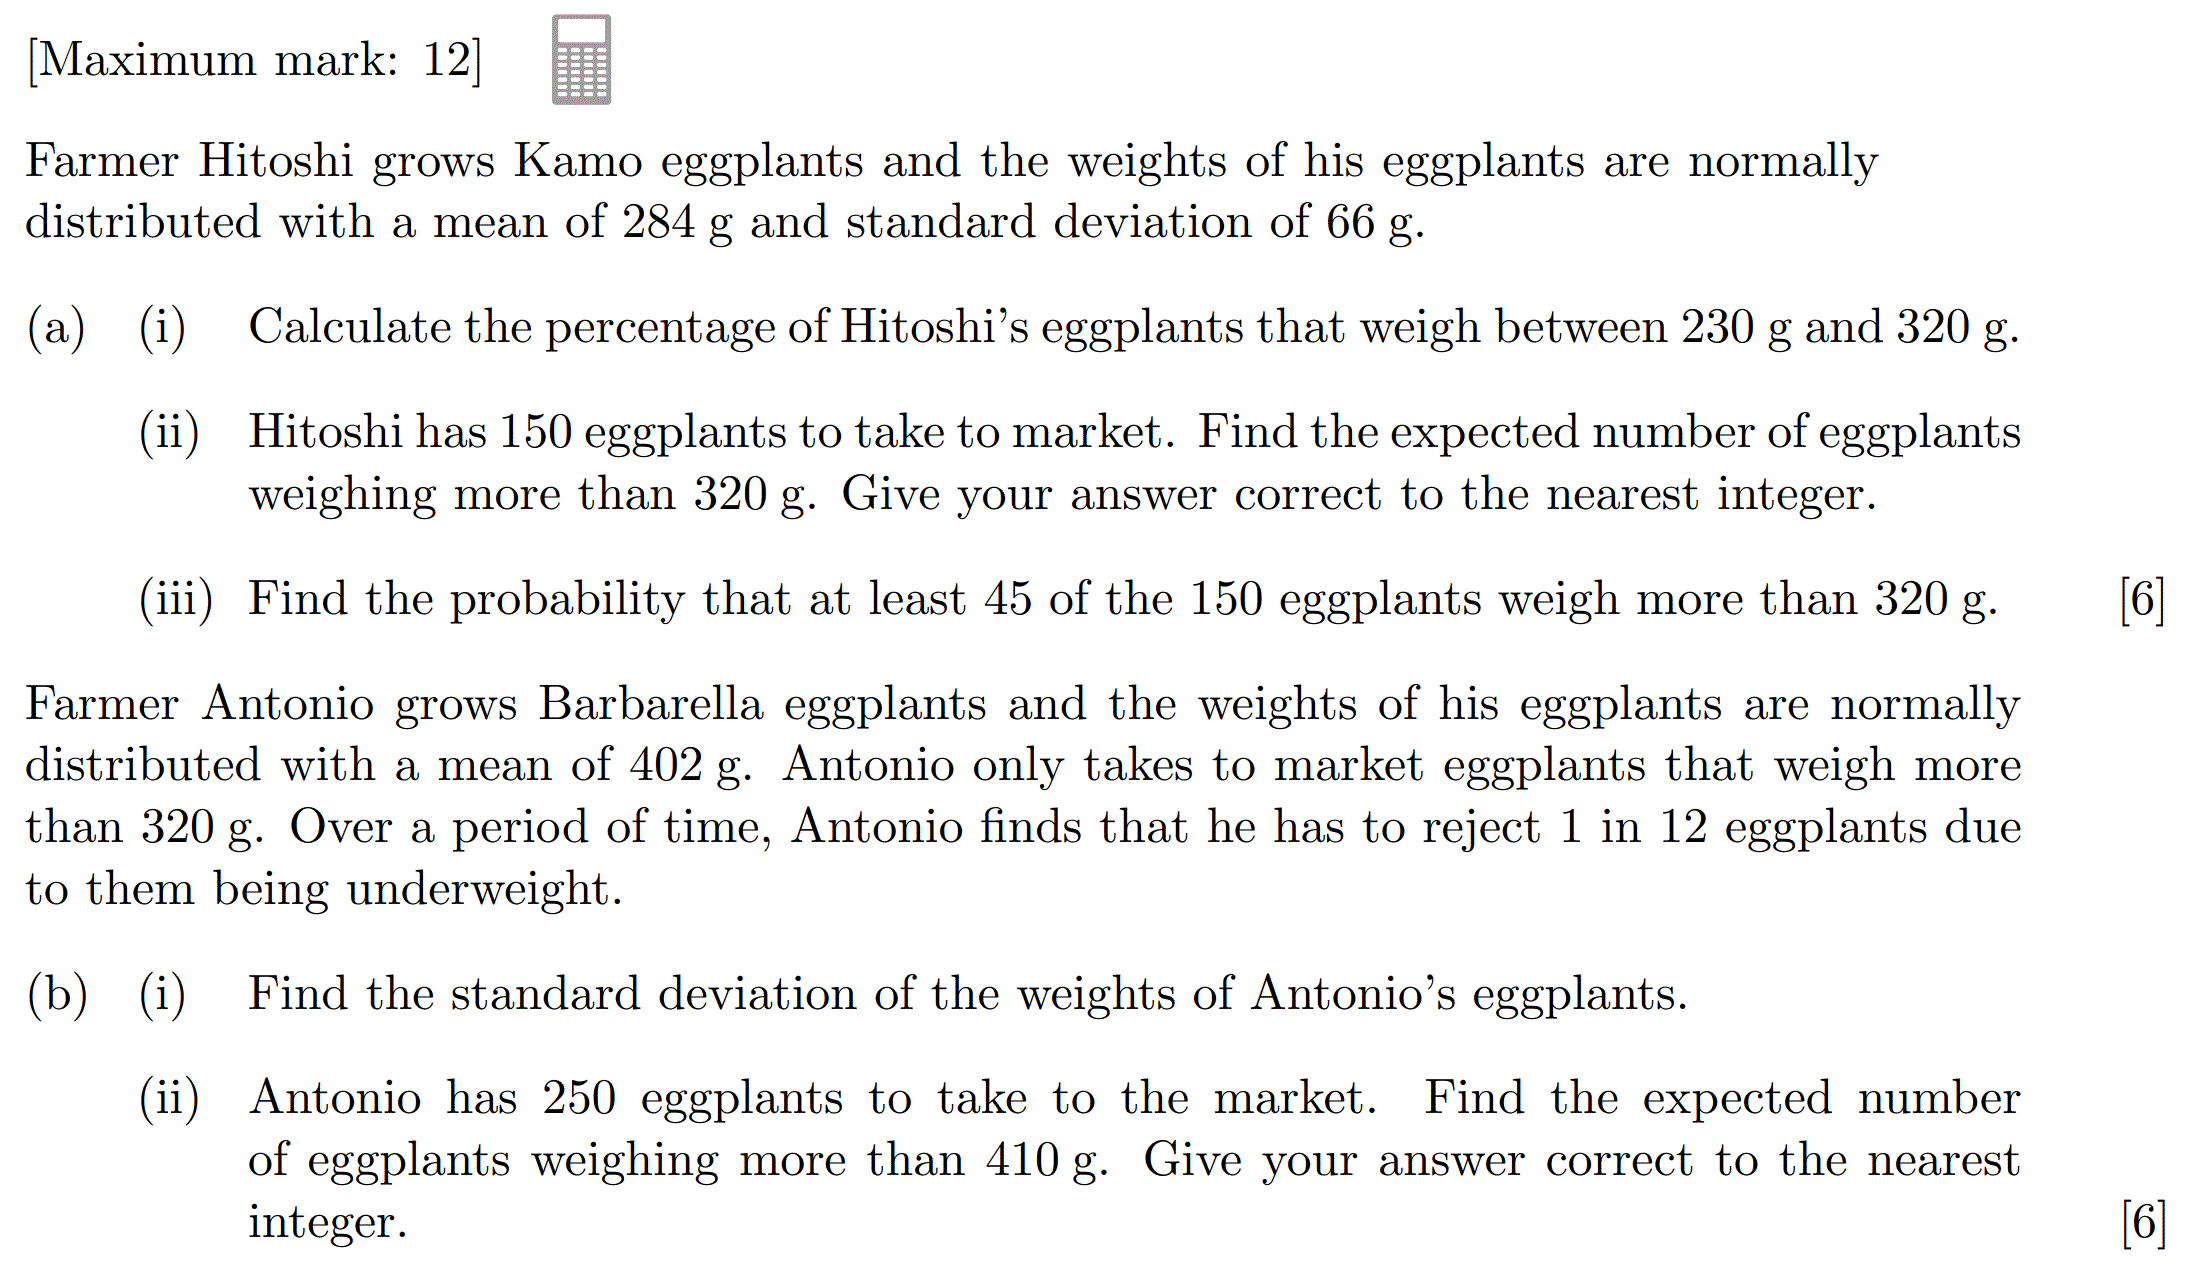 [Maximum mark: 12]
Farmer Hitoshi grows Kamo eggplants and the weights of his eggplants are normally
distributed with a mean of 284 g and standard deviation of 66 g.
(a) (i) Calculate the percentage of Hitoshi's eggplants that weigh between 230 g and 320 g.
(ii) Hitoshi has 150 eggplants to take to market. Find the expected number of eggplants
weighing more than 320 g. Give your answer correct to the nearest integer.
(iii) Find the probability that at least 45 of the 150 eggplants weigh more than 320 g. [6]
Farmer Antonio grows Barbarella eggplants and the weights of his eggplants are normally
distributed with a mean of 402 g. Antonio only takes to market eggplants that weigh more
than 320 g. Over a period of time, Antonio finds that he has to reject 1 in 12 eggplants due
to them being underweight.
(b) (i) Find the standard deviation of the weights of Antonio's eggplants.
(ii) Antonio has 250 eggplants to take to the market. Find the expected number
of eggplants weighing more than 410 g. Give your answer correct to the nearest
integer. [6]